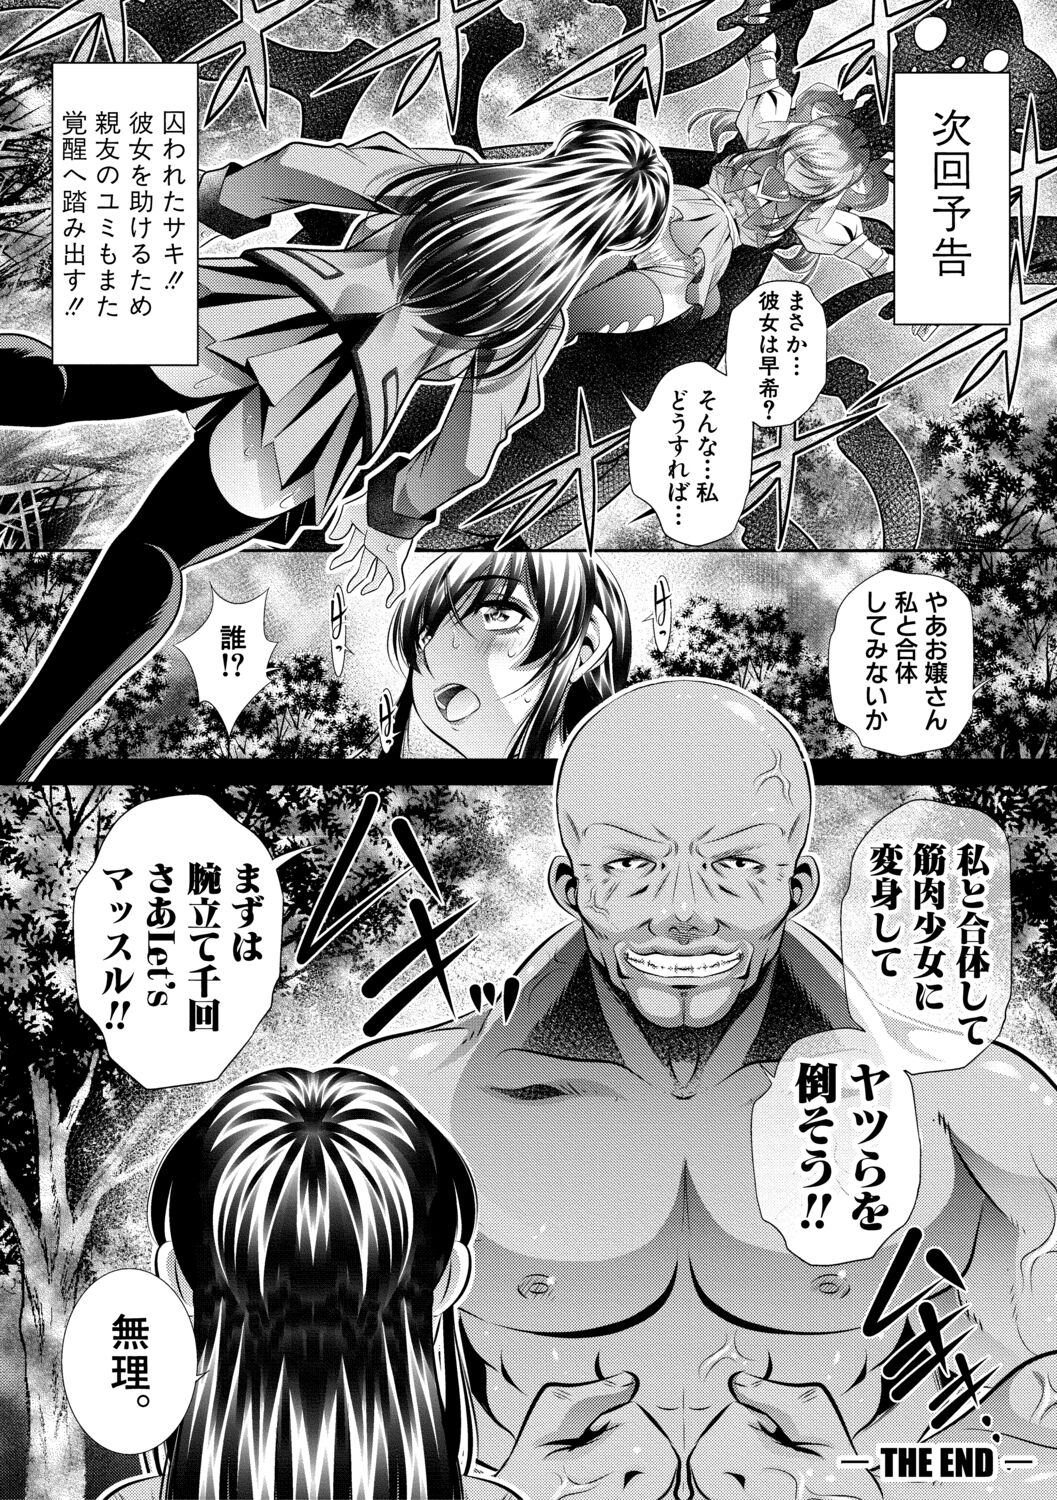 次回予告
囚われたサキ!!
彼女を助けるため
親友のユミもまた
覚醒へ踏み出す!!
まさか…
彼女は早希?
そんな…私
どうすれば…
やあお嬢さん
私と合体
してみないか
誰!?
私と合体して
筋肉少女に
変身して
ヤツらを
倒そう!!
まずは
腕立て千回
さあLet's
マッスル!!
無理。
― THE END ―